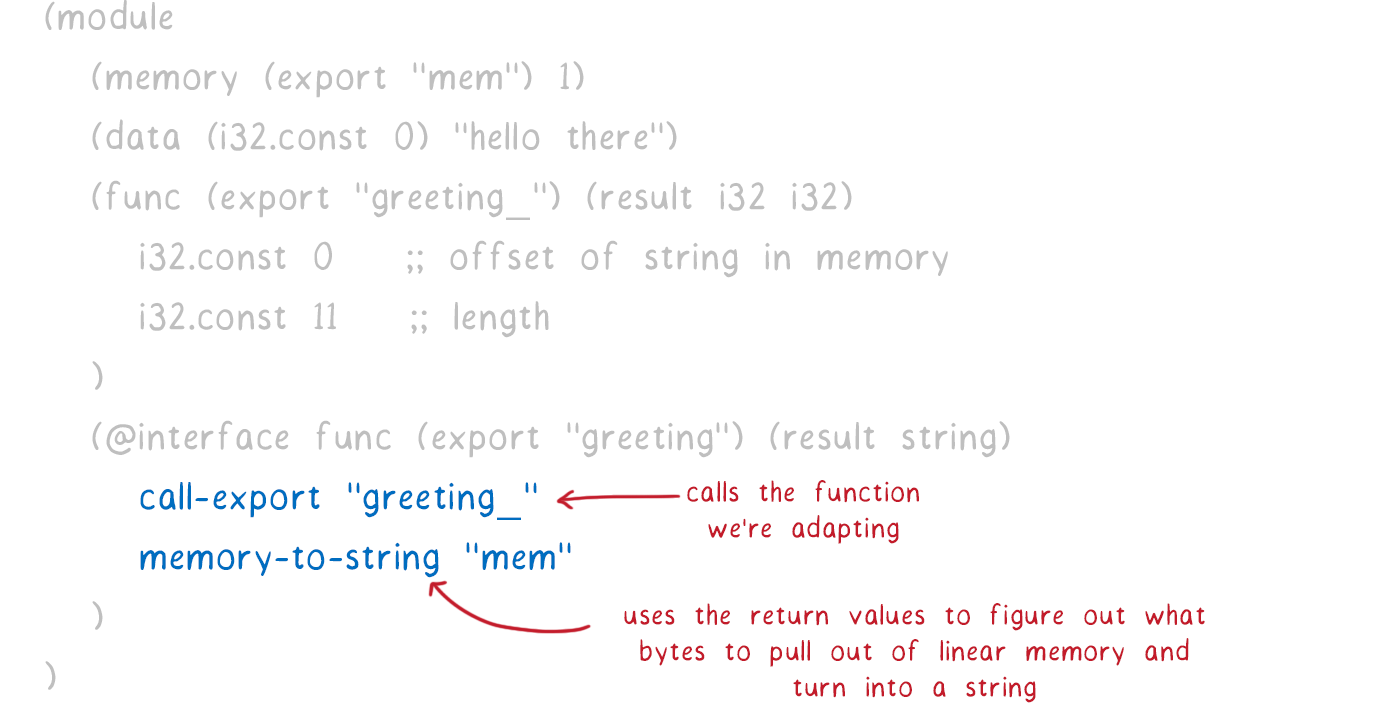 (module
(memory (export "mem") 1)
(data (i32.const 0) "hello there")
(func (export "greeting_") (result i32 i32)
i32.const 0 ;; offset of string in memory
i32.const 11 ;; length
)
(@interface func (export "greeting") (result string)
call-export "greeting_"
calls the function
we're adapting
memory-to-string "mem"
)
uses the return values to figure out what
bytes to pull out of linear memory and
turn into a string
)